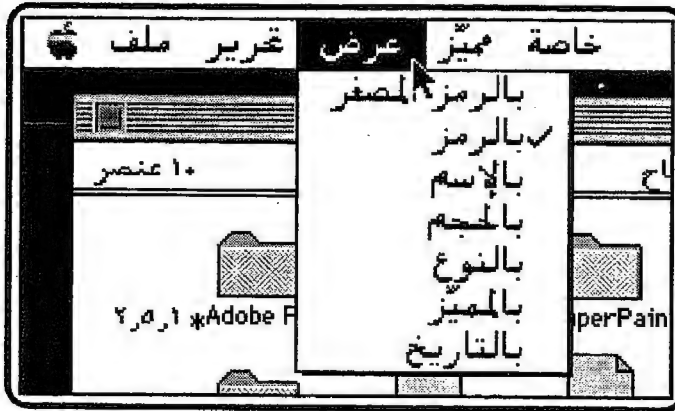 ملف تحرير عرض مميّز خاصة
بالرمز المصغر
✓بالرمز
بالإسم
بالحجم
بالنوع
بالمميّز
بالتاريخ
١٠ عنصر
٢٫٥٫١ *Adobe
perPain